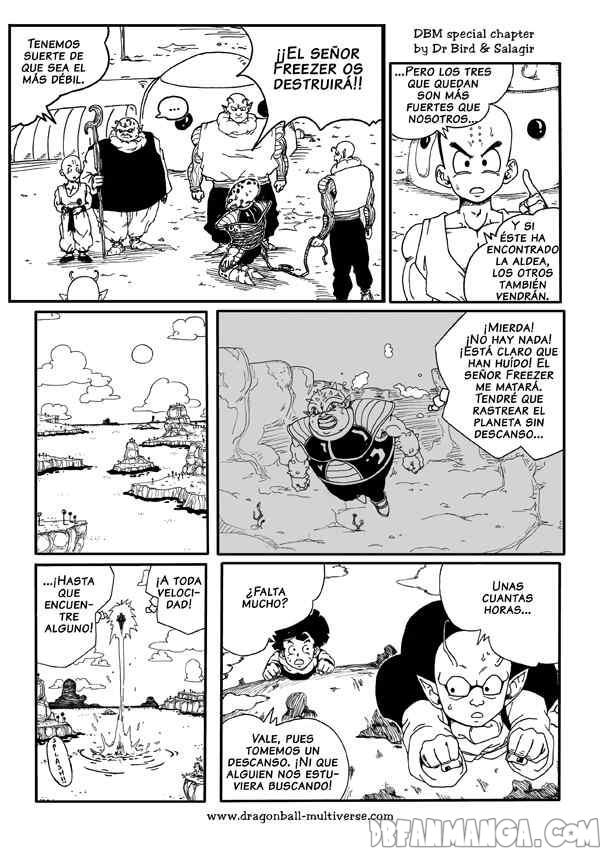 DBM special chapter
by Dr Bird & Salagir
Tenemos
suerte de
que sea el
más débil.
¡¡El señor
Freezer os
destruirá!!
...
...Pero los tres
que quedan
son más
fuertes que
nosotros...
Y si
éste ha
encontrado
la aldea,
los otros
también
vendrán.
¡Mierda!
¡No hay nada!
¡Está claro que
han huído! El
señor Freezer
me matará.
Tendré que
rastrear el
planeta sin
descanso...
...¡Hasta
que
encuen-
tre
alguno!
¡A toda
veloci-
dad!
SPLASH!!
¿Falta
mucho?
Unas
cuantas
horas...
Vale, pues
tomemos un
descanso. ¡Ni que
alguien nos estu-
viera buscando!
www.dragonball-multiverse.com
DBFANMANGA.COM